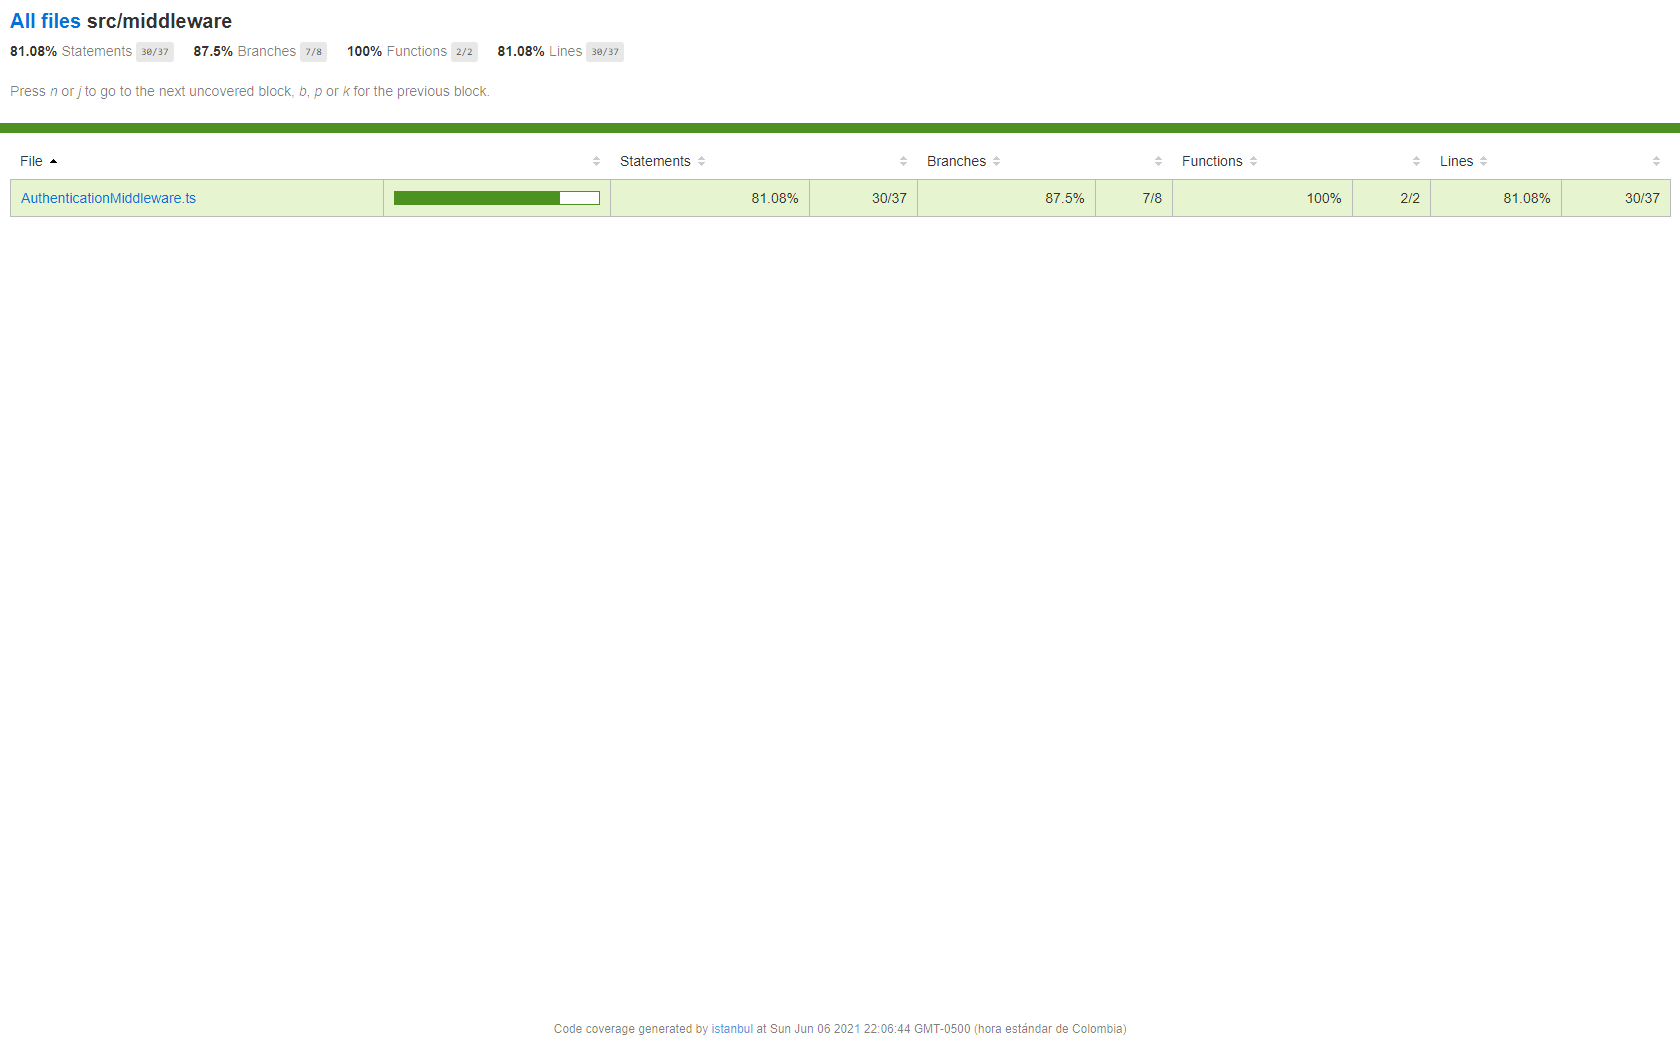 All files src/middleware
81.08% Statements 30/37 87.5% Branches 7/8 100% Functions 2/2 81.08% Lines 30/37
Press n or j to go to the next uncovered block, b, p or k for the previous block.
File Statements Branches Functions Lines
AuthenticationMiddleware.ts 81.08% 30/37 87.5% 7/8 100% 2/2 81.08% 30/37
Code coverage generated by istanbul at Sun Jun 06 2021 22:06:44 GMT-0500 (hora estándar de Colombia)